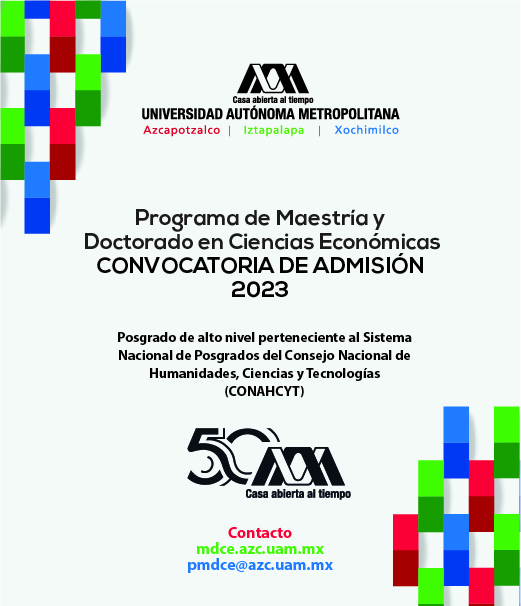 Casa abierta al tiempo
UNIVERSIDAD AUTÓNOMA METROPOLITANA
Azcapotzalco | Iztapalapa | Xochimilco
Programa de Maestría y
Doctorado en Ciencias Económicas
CONVOCATORIA DE ADMISIÓN
2023
Posgrado de alto nivel perteneciente al Sistema
Nacional de Posgrados del Consejo Nacional de
Humanidades, Ciencias y Tecnologías
(CONAHCYT)
50
Casa abierta al tiempo
Contacto
mdce.azc.uam.mx
pmdce@azc.uam.mx